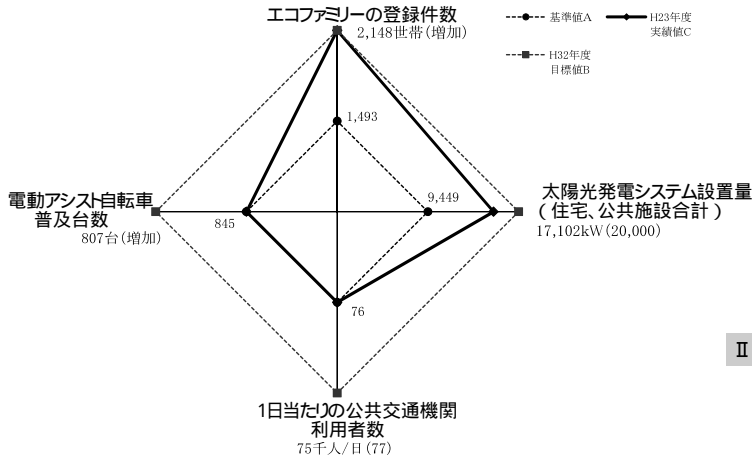 エコファミリーの登録件数
2,148世帯(増加)
基準値A
H23年度
実績値C
H32年度
目標値B
1,493
電動アシスト自転車
普及台数
807台(増加)
845
9,449
太陽光発電システム設置量
(住宅、公共施設合計)
17,102kW(20,000)
76
1日当たりの公共交通機関
利用者数
75千人/日(77)
Ⅱ